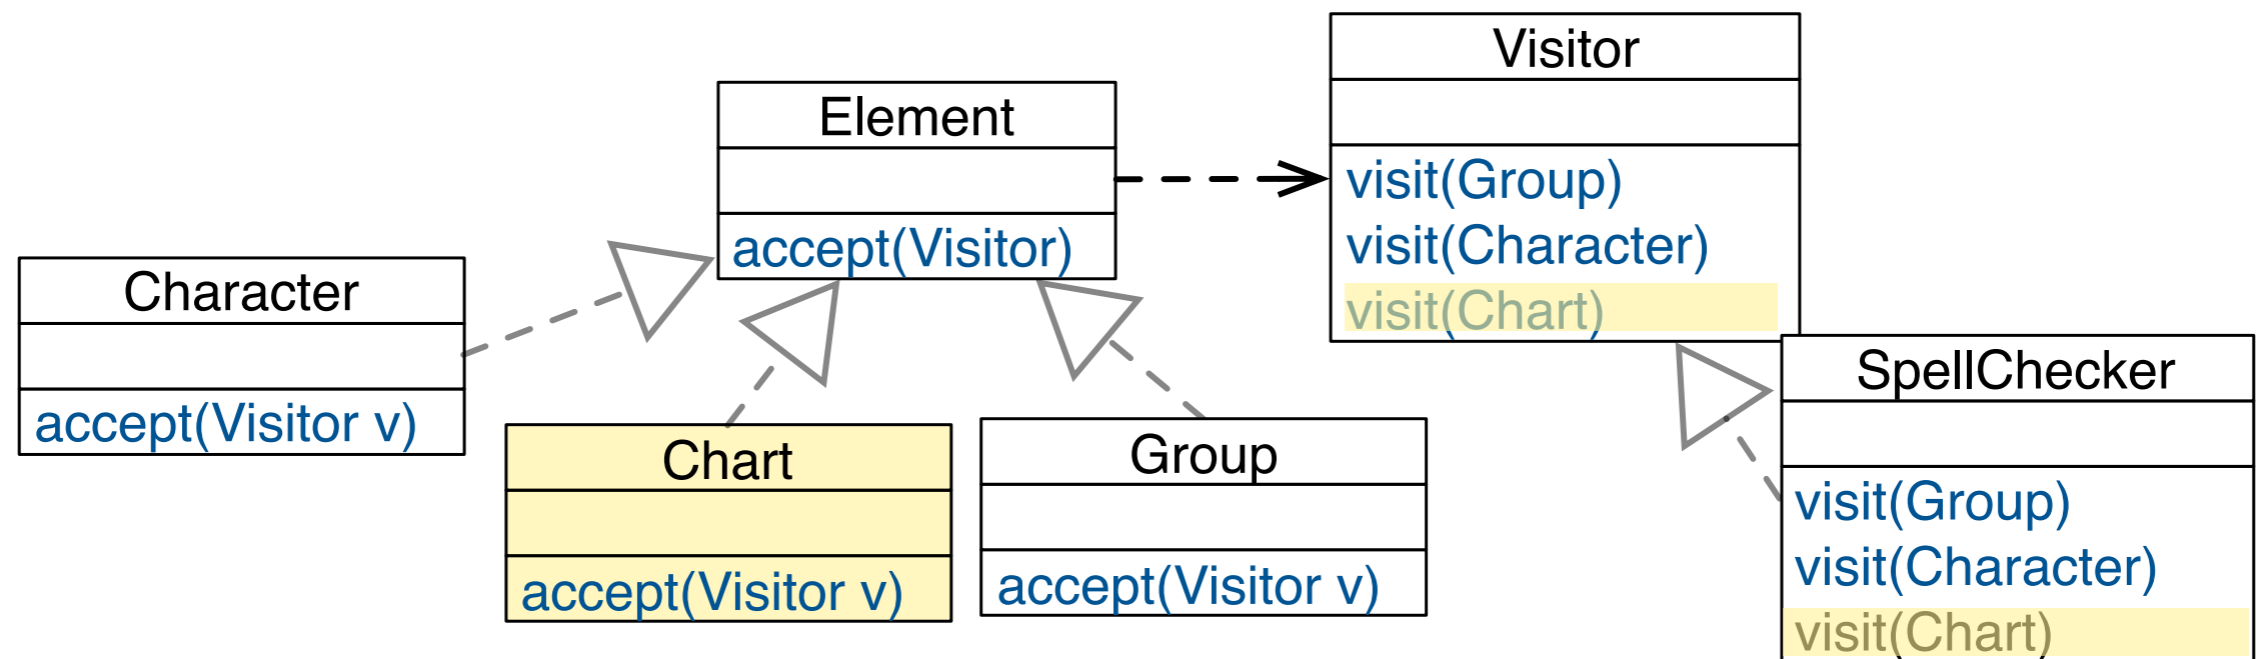 Visitor
visit(Group)
visit(Character)
visit(Chart)
Element
accept(Visitor)
Character
accept(Visitor v)
Chart
accept(Visitor v)
Group
accept(Visitor v)
SpellChecker
visit(Group)
visit(Character)
visit(Chart)